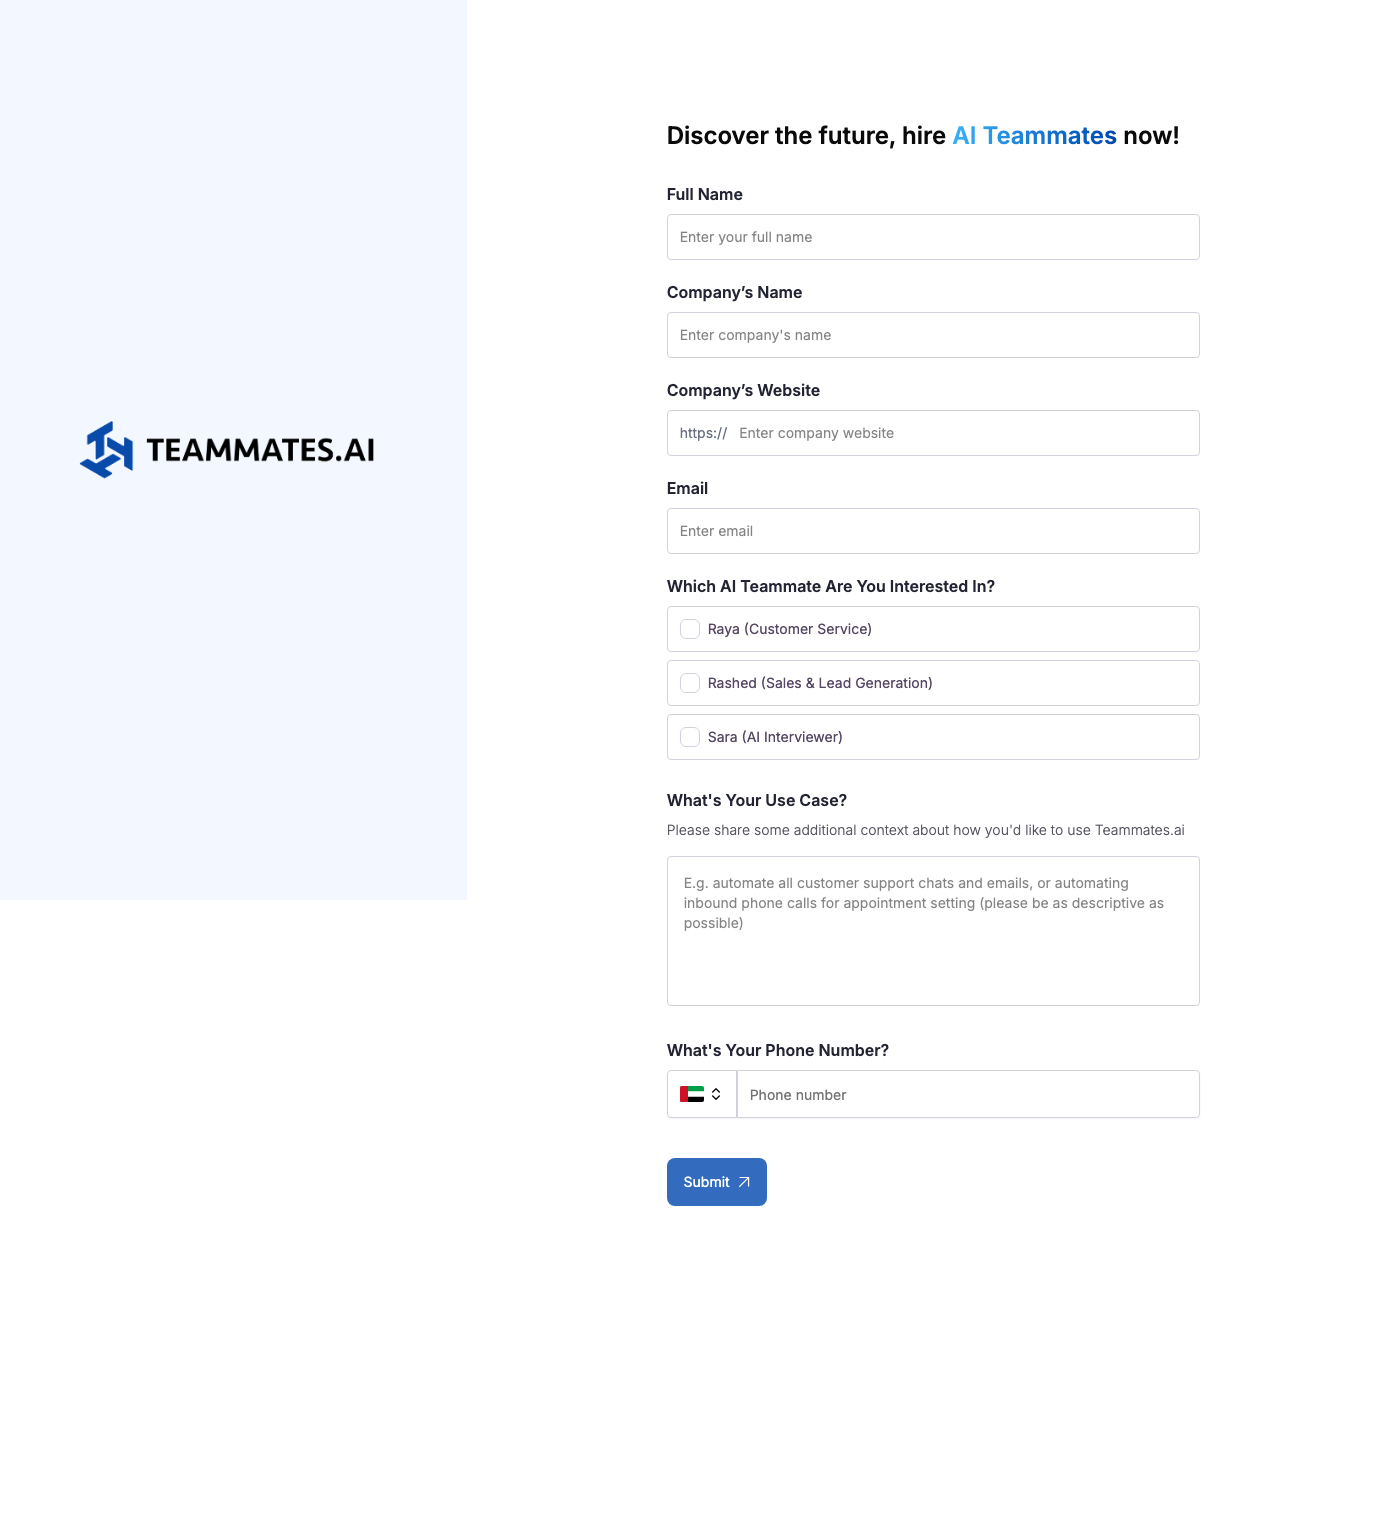 TEAMMATES.AI
Discover the future, hire AI Teammates now!
Full Name
Enter your full name
Company’s Name
Enter company's name
Company’s Website
https:// Enter company website
Email
Enter email
Which AI Teammate Are You Interested In?
Raya (Customer Service)
Rashed (Sales & Lead Generation)
Sara (AI Interviewer)
What's Your Use Case?
Please share some additional context about how you'd like to use Teammates.ai
E.g. automate all customer support chats and emails, or automating
inbound phone calls for appointment setting (please be as descriptive as
possible)
What's Your Phone Number?
Phone number
Submit